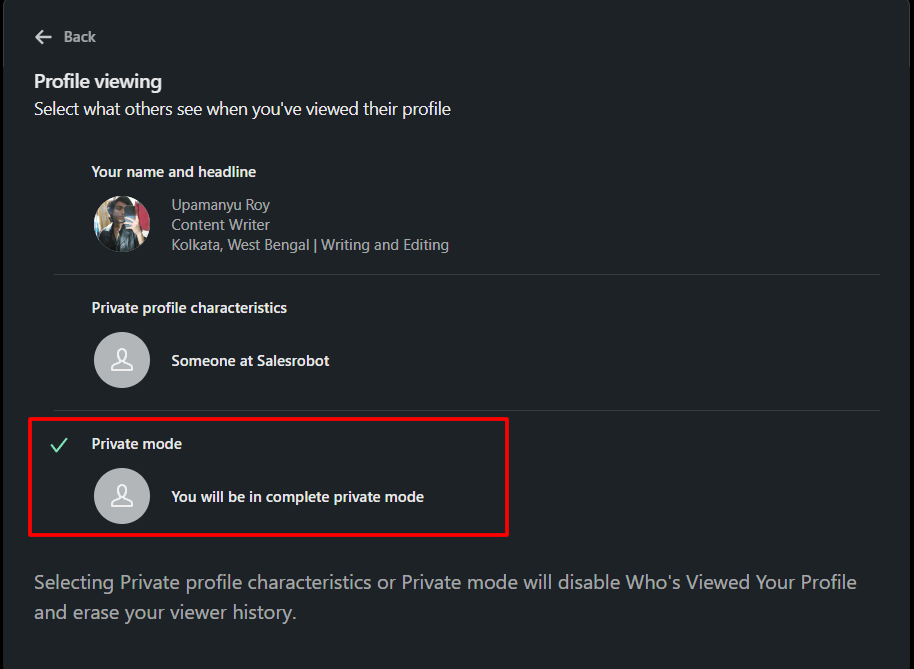 Back
Profile viewing
Select what others see when you've viewed their profile
Your name and headline
Upamanyu Roy
Content Writer
Kolkata, West Bengal | Writing and Editing
Private profile characteristics
Someone at Salesrobot
Private mode
You will be in complete private mode
Selecting Private profile characteristics or Private mode will disable Who's Viewed Your Profile
and erase your viewer history.